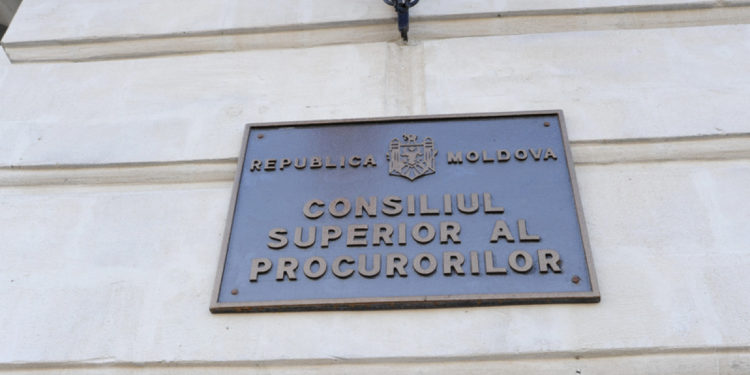 REPUBLICA MOLDOVA
CONSILIUL
SUPERIOR AL
PROCURORILOR